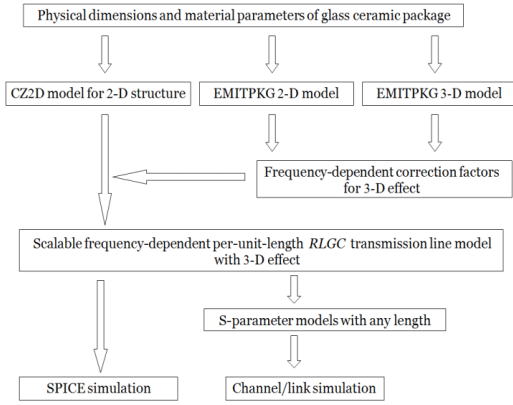 Physical dimensions and material parameters of glass ceramic package
CZ2D model for 2-D structure
EMITPKG 2-D model
EMITPKG 3-D model
Frequency-dependent correction factors
for 3-D effect
Scalable frequency-dependent per-unit-length RLGC transmission line model
with 3-D effect
S-parameter models with any length
SPICE simulation
Channel/link simulation